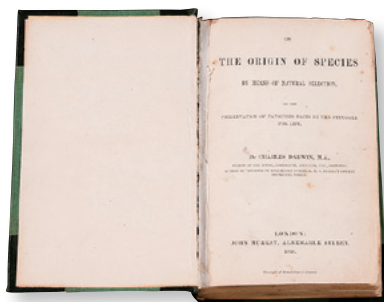 ON
THE ORIGIN OF SPECIES
BY MEANS OF NATURAL SELECTION,
OR THE
PRESERVATION OF FAVOURED RACES IN THE STRUGGLE
FOR LIFE.
BY CHARLES DARWIN, M.A.,
LONDON:
JOHN MURRAY, ALBEMARLE STREET.